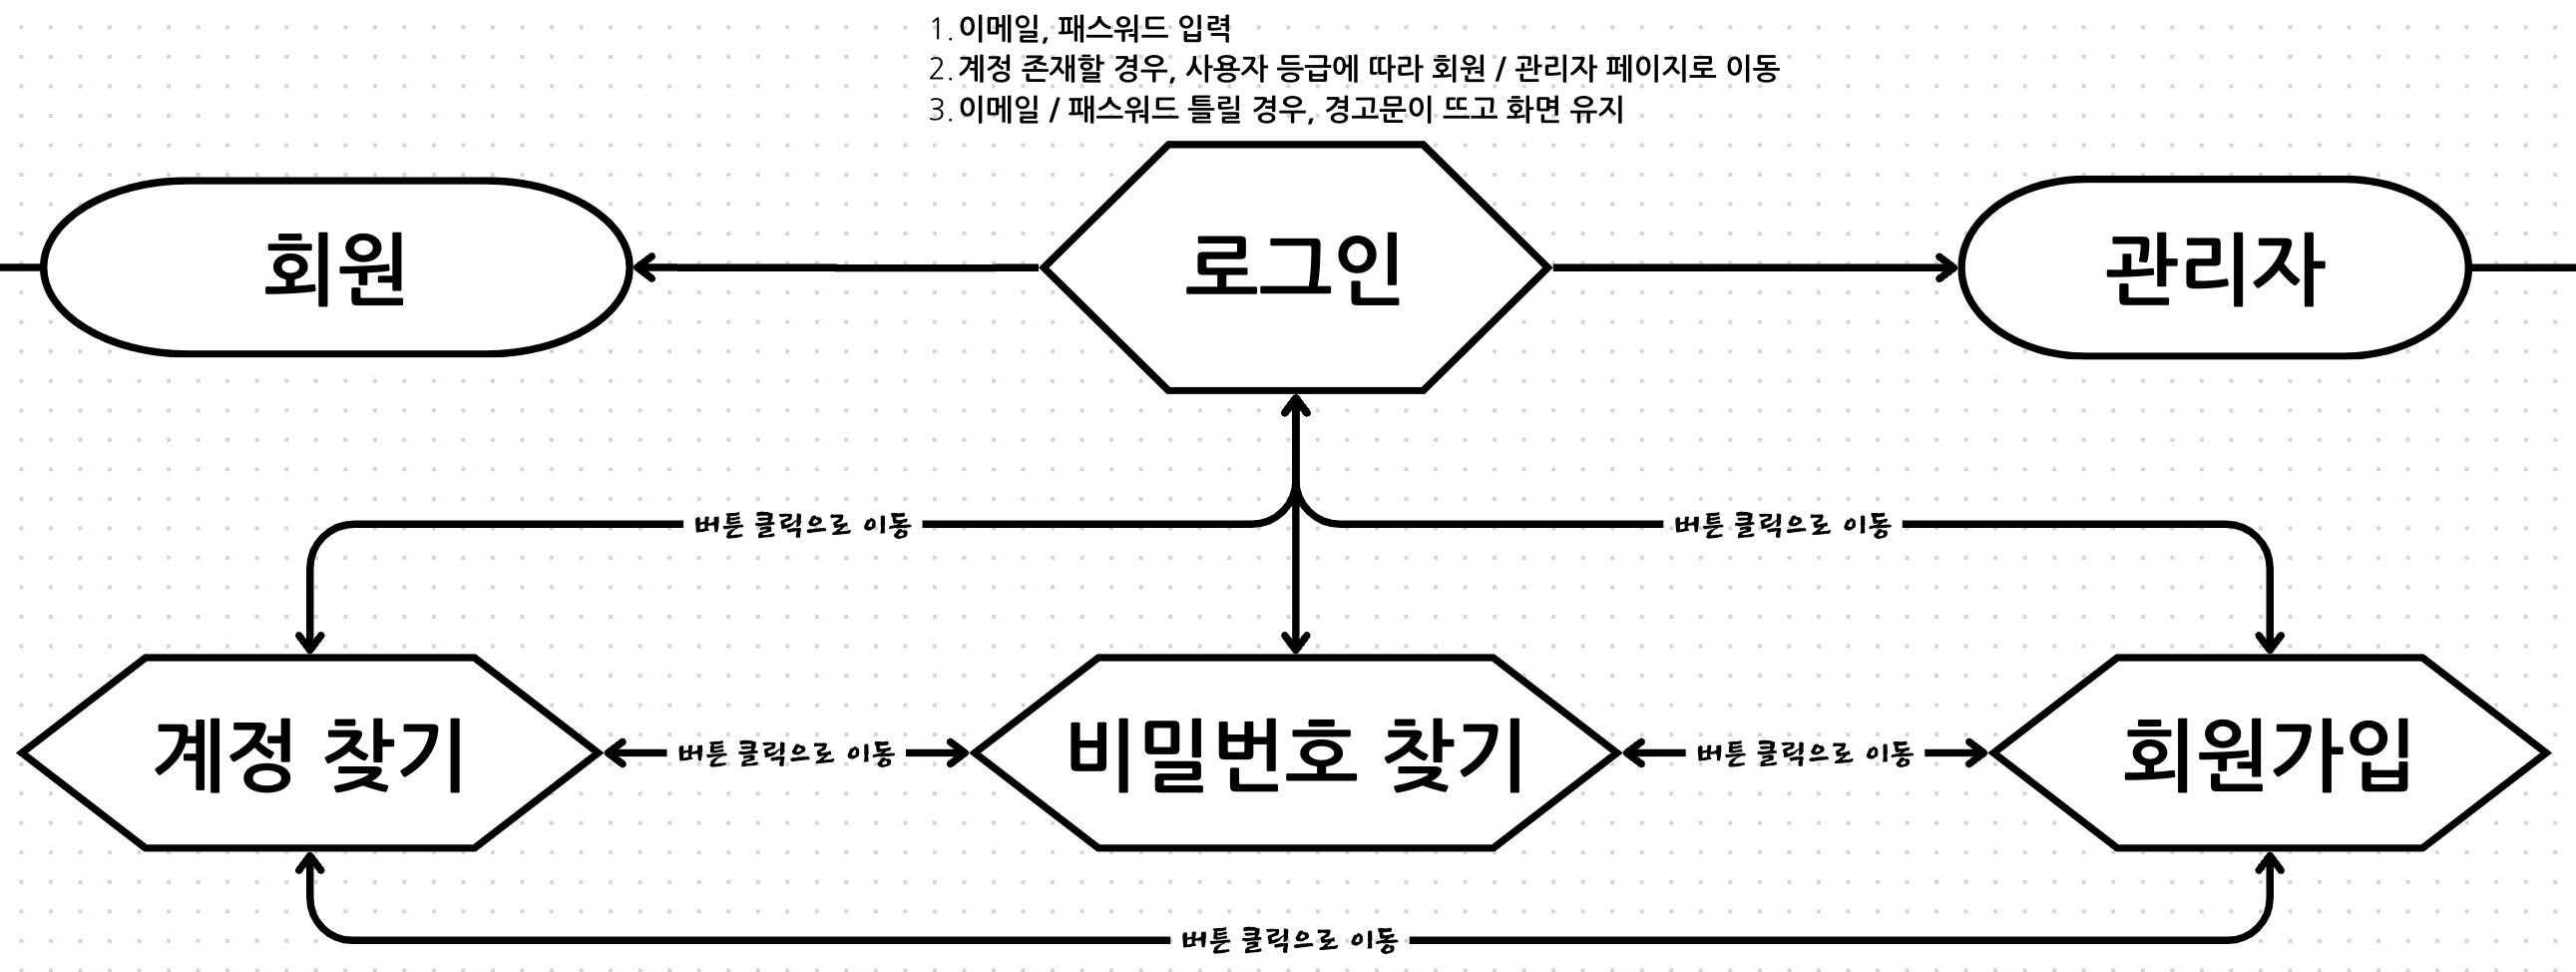 1. 이메일, 패스워드 입력
2. 계정 존재할 경우, 사용자 등급에 따라 회원 / 관리자 페이지로 이동
3. 이메일 / 패스워드 틀릴 경우, 경고문이 뜨고 화면 유지
회원
로그인
관리자
버튼 클릭으로 이동
버튼 클릭으로 이동
계정 찾기
버튼 클릭으로 이동
비밀번호 찾기
버튼 클릭으로 이동
회원가입
버튼 클릭으로 이동